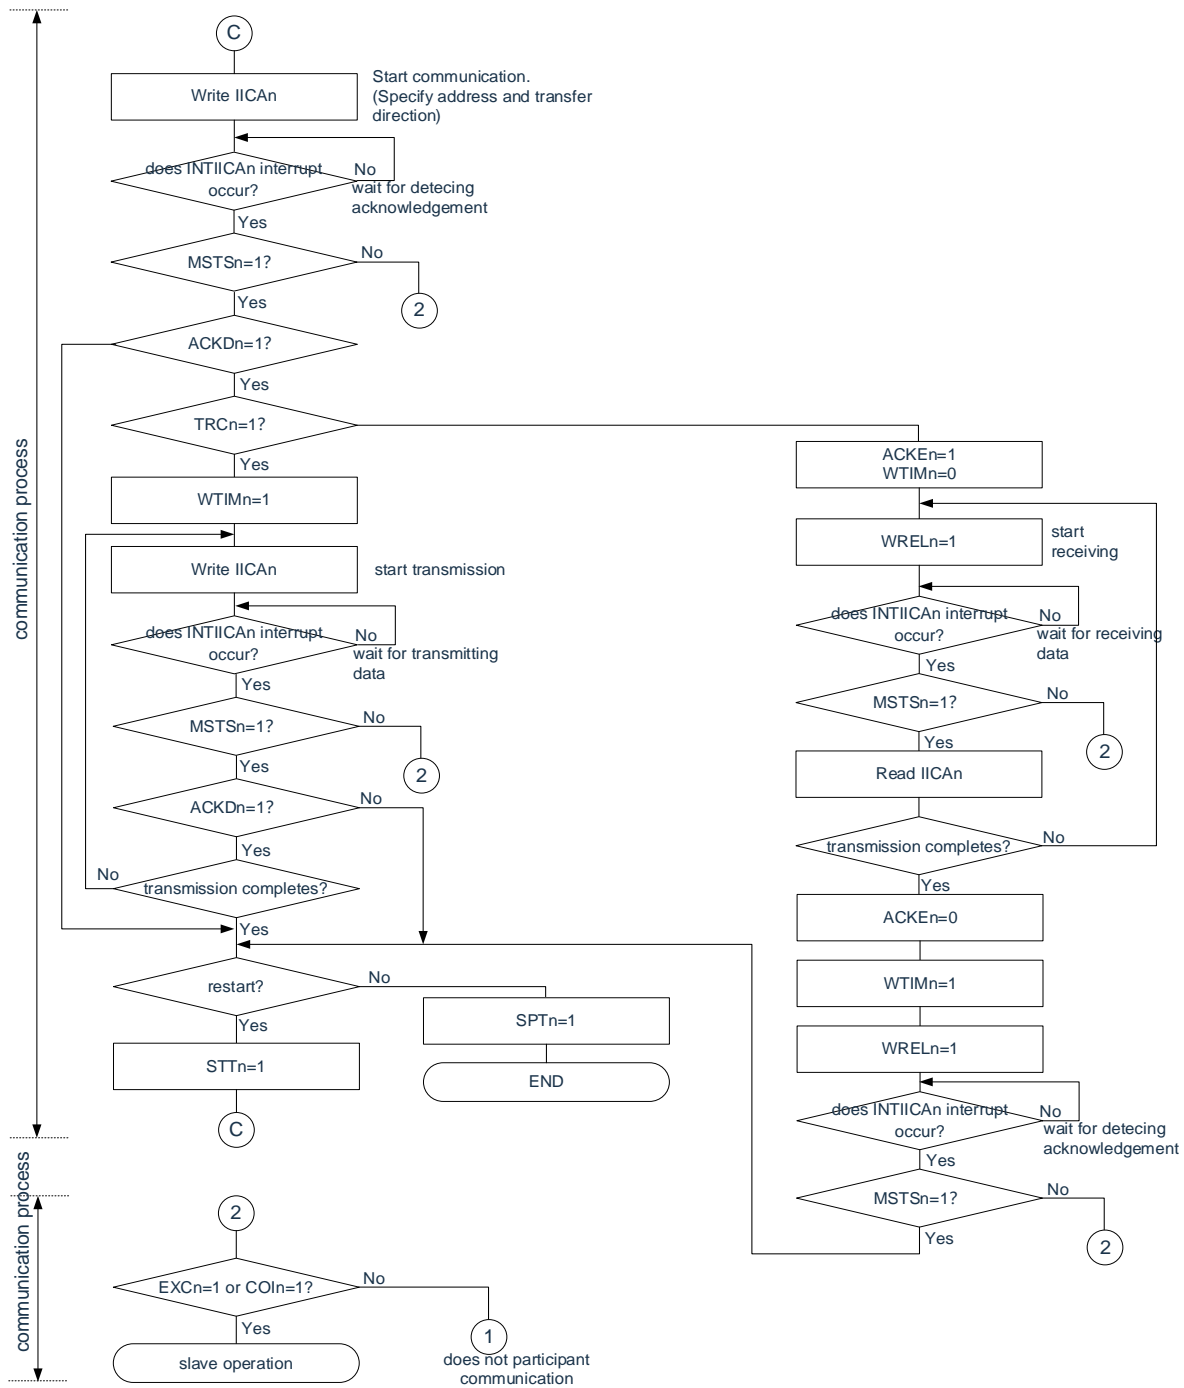 C
Write IICAn
Start communication.
(Specify address and transfer
direction)
does INTIICAn interrupt
occur?
No
wait for detecing
acknowledgement
Yes
MSTSn=1?
No
2
Yes
ACKDn=1?
Yes
TRCn=1?
Yes
WTIMn=1
Write IICAn
start transmission
does INTIICAn interrupt
occur?
No
wait for transmitting
data
Yes
MSTSn=1?
No
2
Yes
ACKDn=1?
No
Yes
transmission completes?
No
Yes
restart?
No
Yes
SPTn=1
END
STTn=1
C
communication process
ACKEn=1
WTIMn=0
WRELn=1
start
receiving
does INTIICAn interrupt
occur?
No
wait for receiving
data
Yes
MSTSn=1?
No
2
Yes
Read IICAn
transmission completes?
No
Yes
ACKEn=0
WTIMn=1
WRELn=1
does INTIICAn interrupt
occur?
No
wait for detecing
acknowledgement
Yes
MSTSn=1?
No
2
Yes
communication process
2
EXCn=1 or COIn=1?
No
1
does not participant
communication
Yes
slave operation